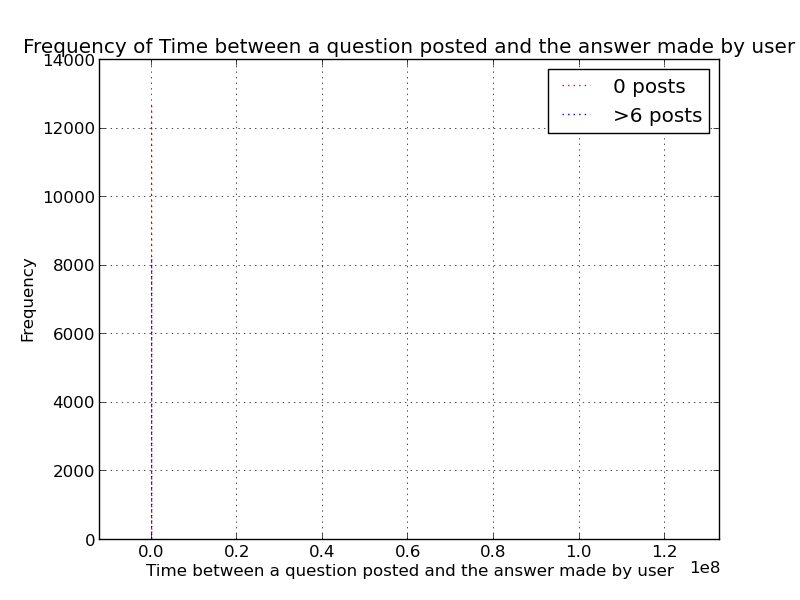 Frequency of Time between a question posted and the answer made by user
14000
12000
10000
8000
6000
4000
2000
0
Frequency
0 posts
>6 posts
0.0 0.2 0.4 0.6 0.8 1.0 1.2
1e8
Time between a question posted and the answer made by user